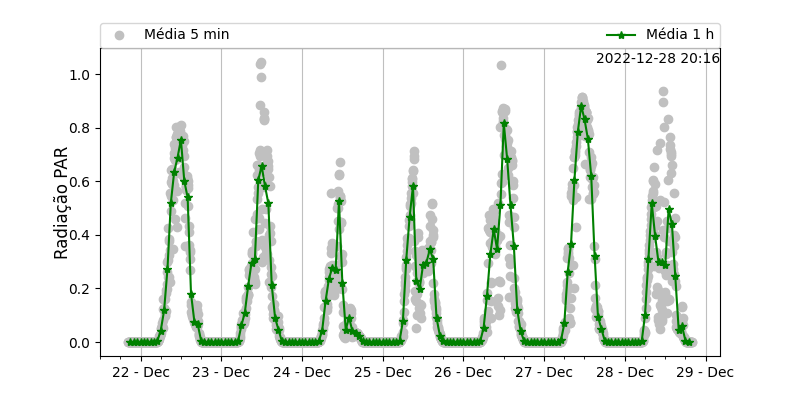 Média 5 min
Média 1 h
2022-12-28 20:16
Radiação PAR
1.0
0.8
0.6
0.4
0.2
0.0
22 - Dec
23 - Dec
24 - Dec
25 - Dec
26 - Dec
27 - Dec
28 - Dec
29 - Dec